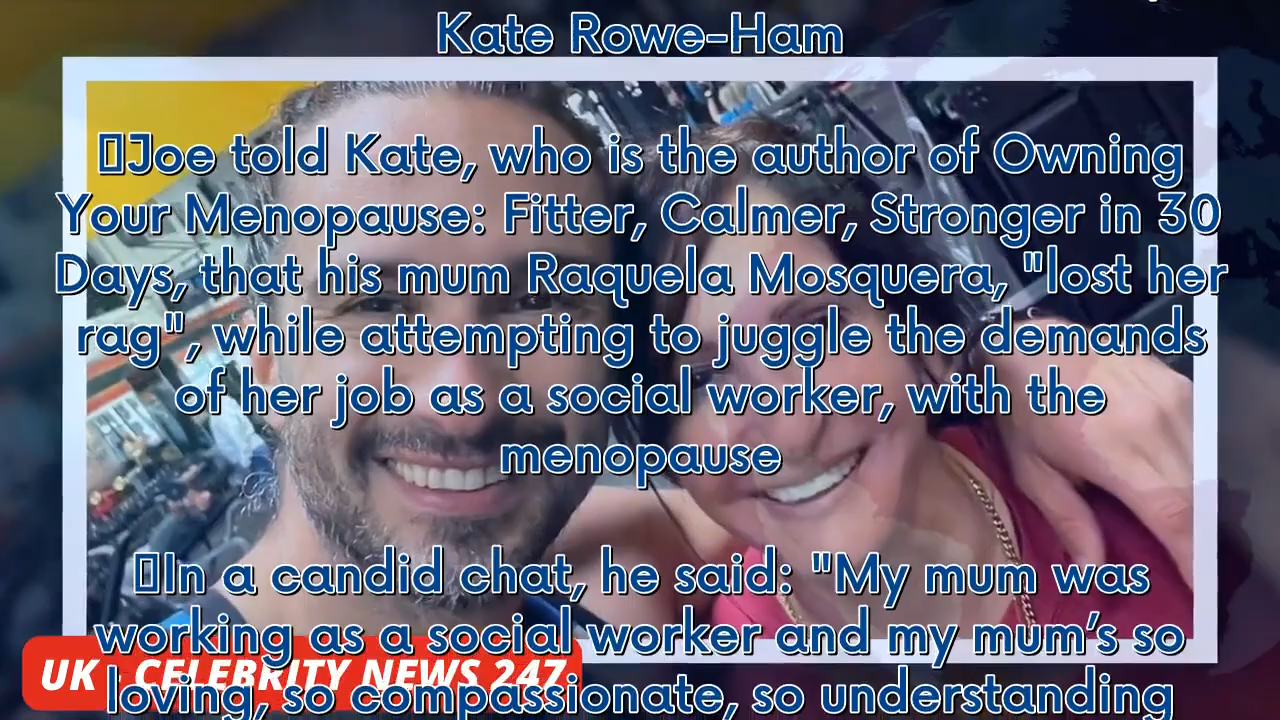 Kate Rowe-Ham
Joe told Kate, who is the author of Owning
Your Menopause: Fitter, Calmer, Stronger in 30
Days, that his mum Raquela Mosquera, "lost her
rag", while attempting to juggle the demands
of her job as a social worker, with the
menopause
In a candid chat, he said: "My mum was
working as a social worker and my mum’s so
UK CELEBRITY NEWS 247
loving, so compassionate, so understanding